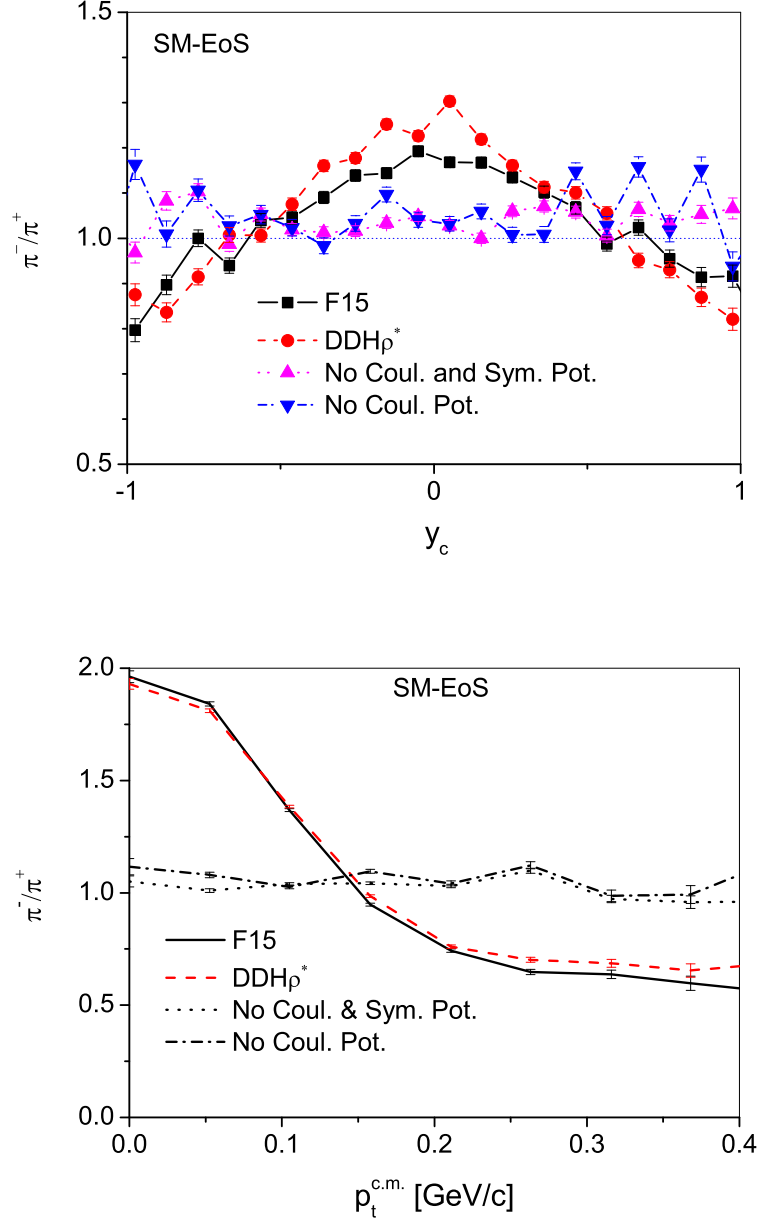 1.5
SM-EoS
π⁻/π⁺
1.0
F15
DDHρ*
No Coul. and Sym. Pot.
No Coul. Pot.
0.5
-1 0 1
y_c
2.0
SM-EoS
1.5
π⁻/π⁺
1.0
F15
DDHρ*
0.5
No Coul. & Sym. Pot.
No Coul. Pot.
0.0
0.0 0.1 0.2 0.3 0.4
p_t^c.m. [GeV/c]